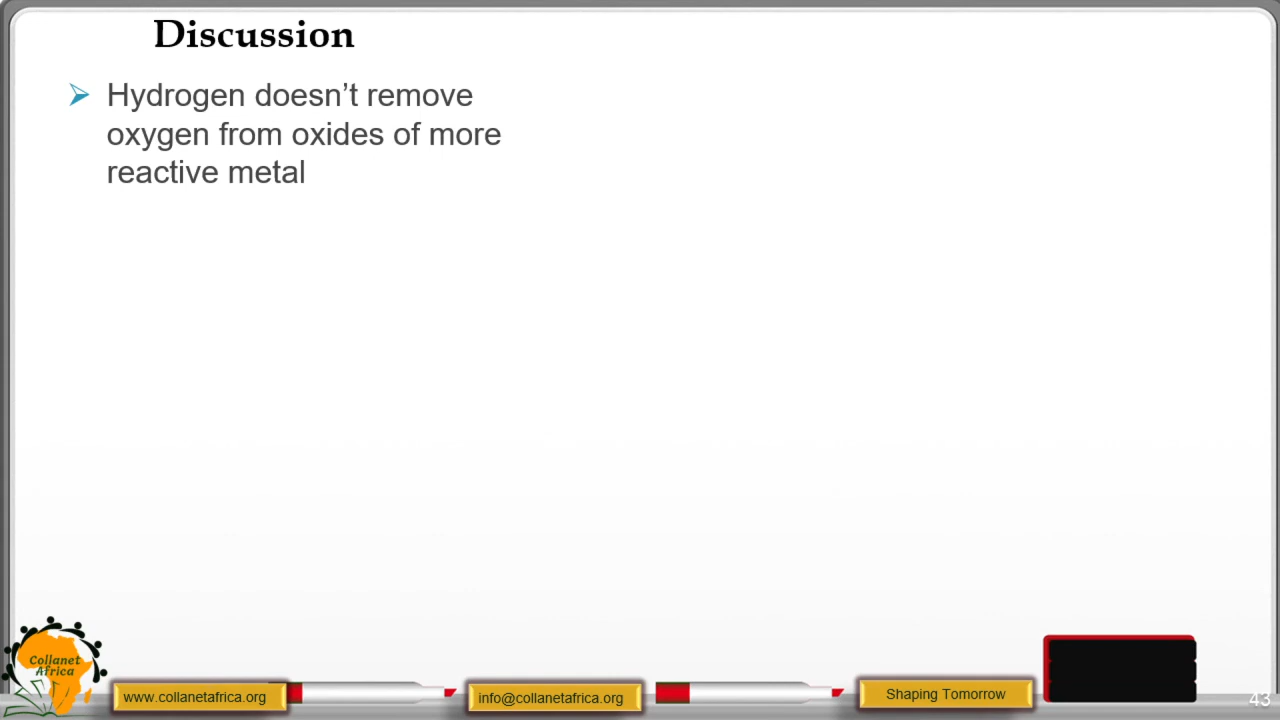 Discussion
Hydrogen doesn’t remove
oxygen from oxides of more
reactive metal
Collanet
Africa
www.collanetafrica.org
info@collanetafrica.org
Shaping Tomorrow
43